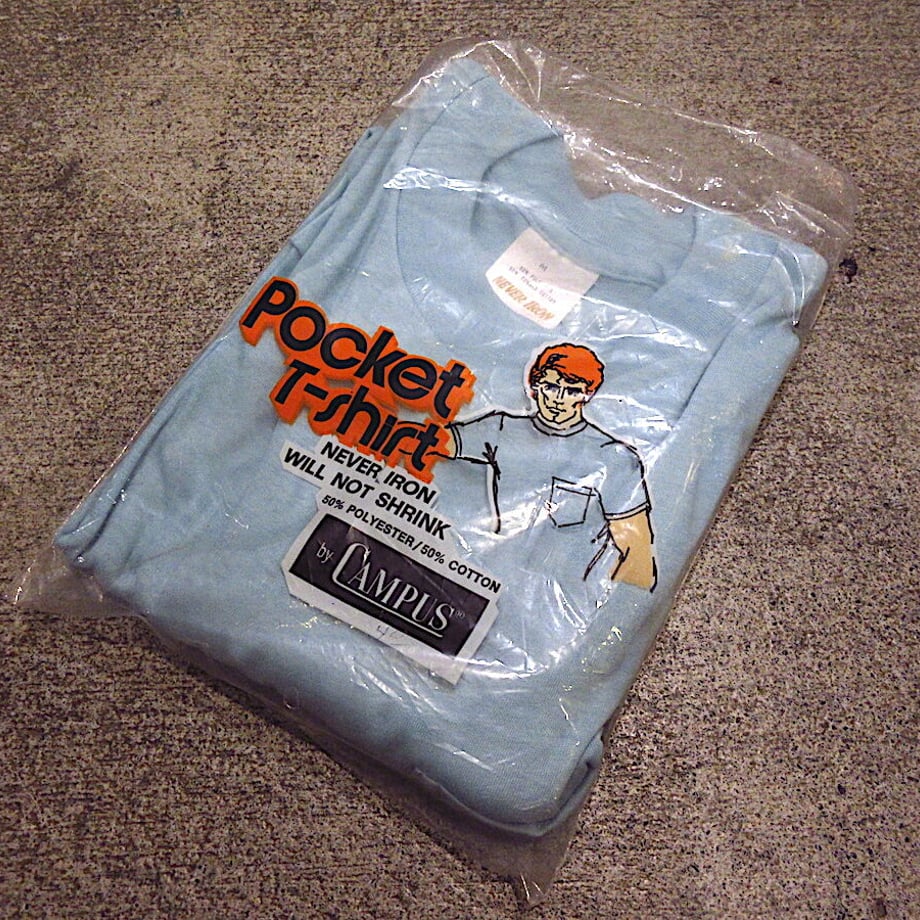 Pocket
T-shirt
NEVER IRON
WILL NOT SHRINK
50% POLYESTER/50% COTTON
by CAMPUS®
NEVER IRON